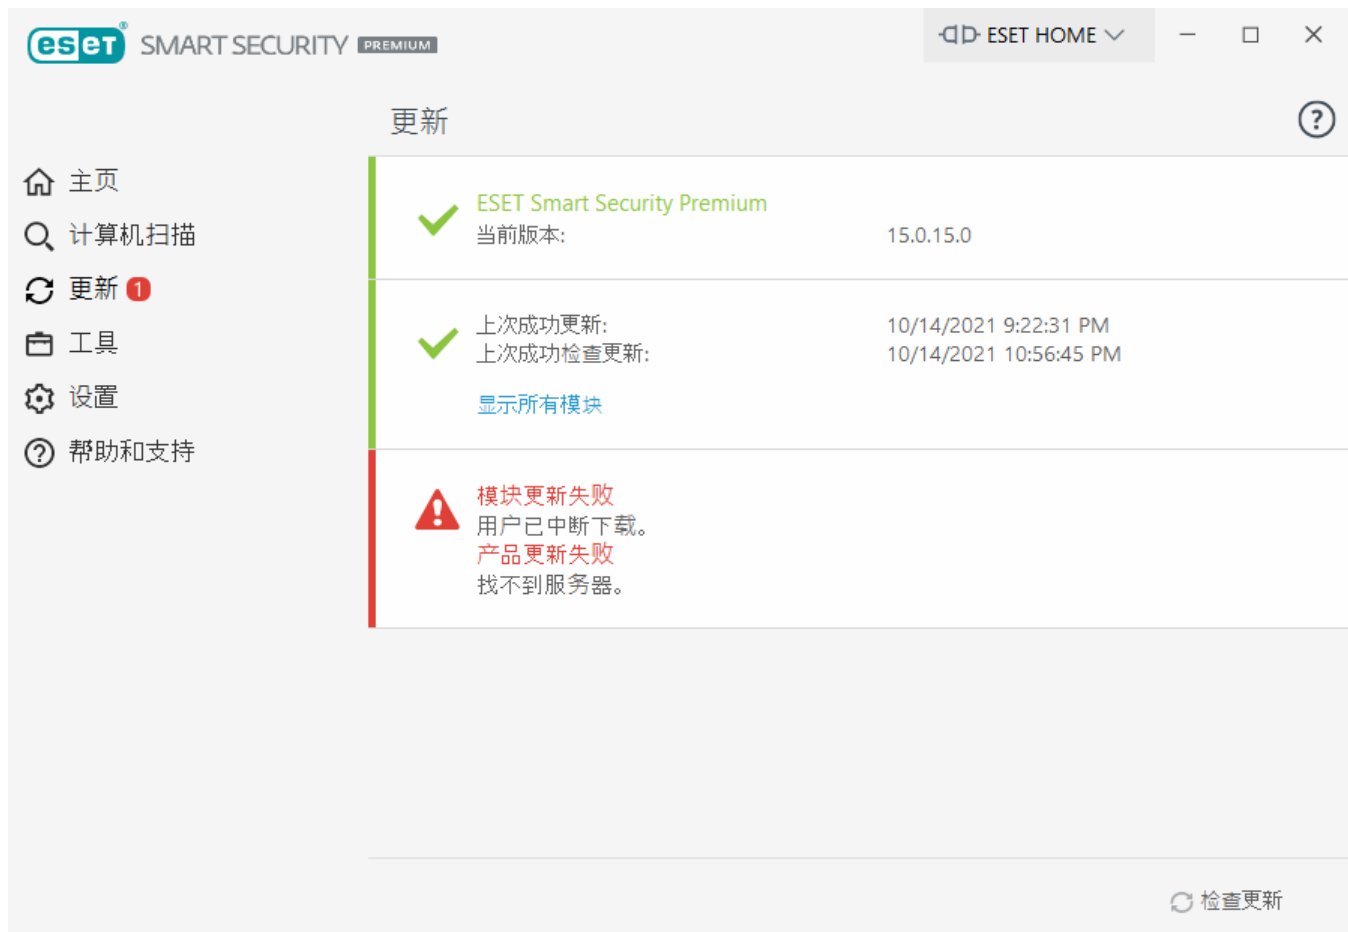 eset® SMART SECURITY PREMIUM
ESET HOME
更新
主页
计算机扫描
更新 1
工具
设置
帮助和支持
ESET Smart Security Premium
当前版本: 15.0.15.0
上次成功更新: 10/14/2021 9:22:31 PM
上次成功检查更新: 10/14/2021 10:56:45 PM
显示所有模块
模块更新失败
用户已中断下载。
产品更新失败
找不到服务器。
检查更新